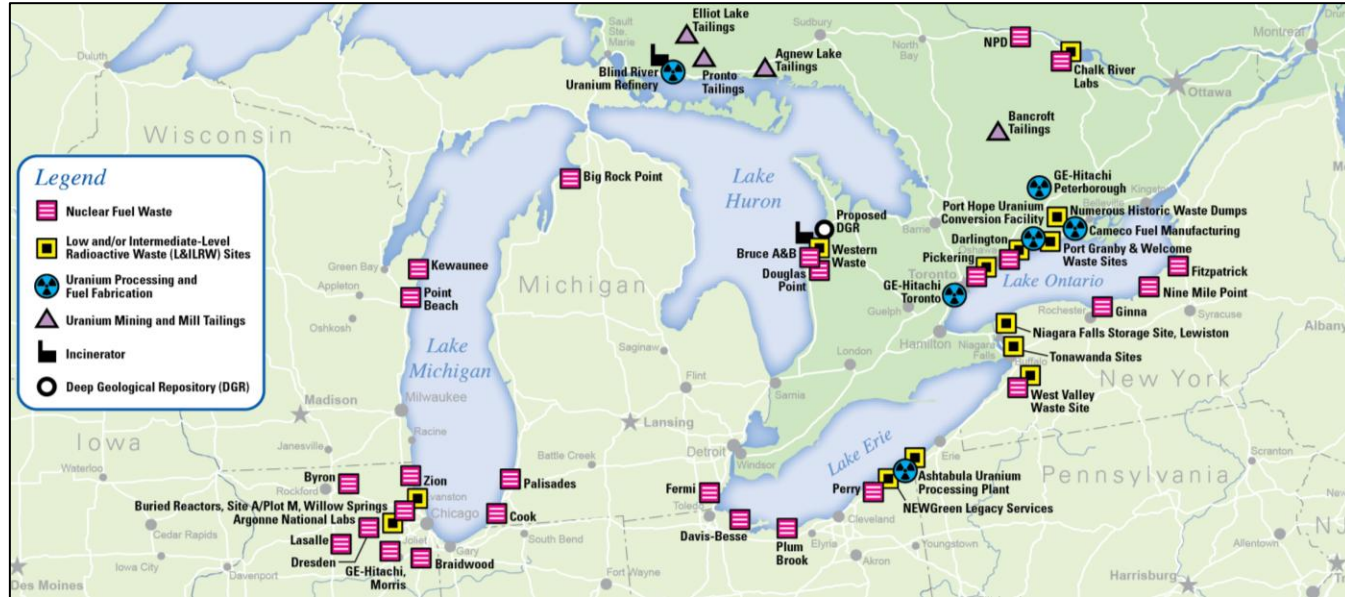 Legend
Nuclear Fuel Waste
Low and/or Intermediate-Level
Radioactive Waste (L&ILRW) Sites
Uranium Processing and
Fuel Fabrication
Uranium Mining and Mill Tailings
Incinerator
Deep Geological Repository (DGR)
Duluth
Sault
Ste.
Marie
Elliot Lake
Tailings
Blind River
Uranium Refinery
Pronto
Tailings
Agnew Lake
Tailings
Sudbury
North
Bay
NPD
Chalk River
Labs
Montreal
Ottawa
Bancroft
Tailings
Wisconsin
Big Rock Point
Lake
Huron
Proposed
DGR
Bruce A&B
Western
Waste
Douglas
Point
Barrie
GE-Hitachi
Peterborough
Kingston
Belleville
Port Hope Uranium
Conversion Facility
Numerous Historic Waste Dumps
Cameco Fuel Manufacturing
Darlington
Oshawa
Port Granby & Welcome
Waste Sites
Pickering
Toronto
GE-Hitachi
Toronto
Lake Ontario
Fitzpatrick
Nine Mile Point
Ginna
Rochester
Syracuse
Albany
Guelph
Hamilton
Niagara
Falls
Niagara Falls Storage Site, Lewiston
Tonawanda Sites
Buffalo
New York
West Valley
Waste Site
Green Bay
Kewaunee
Appleton
Point
Beach
Oshkosh
Michigan
Lake
Michigan
Saginaw
Flint
London
Sarnia
Madison
Milwaukee
Lansing
Iowa
Janesville
Racine
Battle Creek
Detroit
Windsor
Lake Erie
Erie
Pennsylvania
Scranton
Waterloo
Byron
Rockford
Zion
Palisades
Fermi
Toledo
Perry
Ashtabula Uranium
Processing Plant
NEWGreen Legacy Services
Buried Reactors, Site A/Plot M, Willow Springs
Evanston
Argonne National Labs
Chicago
Cook
Davis-Besse
Plum
Brook
Cleveland
Elyria
Akron
Youngstown
Cedar Rapids
Lasalle
Dresden
Joliet
Gary
South Bend
Iowa City
Davenport
GE-Hitachi,
Morris
Braidwood
Fort Wayne
Allentown
NJ
Des Moines
Harrisburg